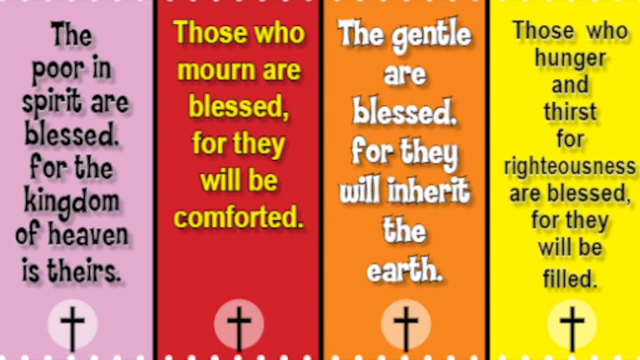 The
poor in
spirit are
blessed.
for the
kingdom
of heaven
is theirs.
Those who
mourn are
blessed,
for they
will be
comforted.
The gentle
are
blessed.
for they
will inherit
the
earth.
Those who
hunger
and
thirst
for
righteousness
are blessed,
for they
will be
filled.